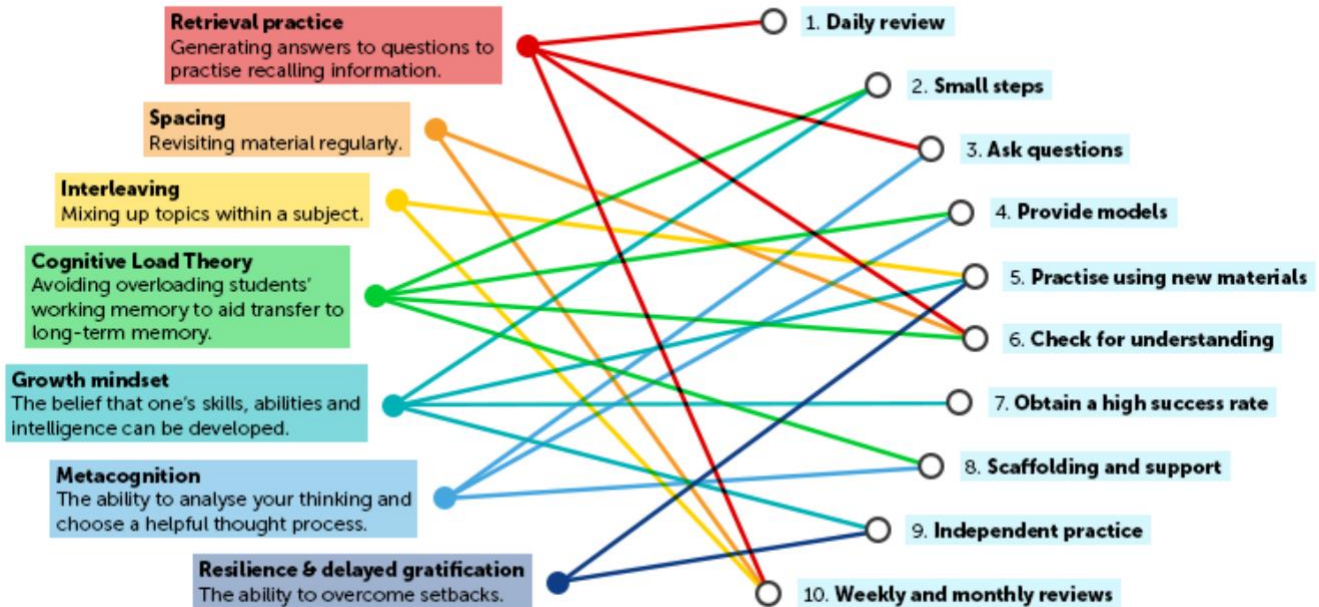 Retrieval practice
Generating answers to questions to
practise recalling information.
Spacing
Revisiting material regularly.
Interleaving
Mixing up topics within a subject.
Cognitive Load Theory
Avoiding overloading students'
working memory to aid transfer to
long-term memory.
Growth mindset
The belief that one's skills, abilities and
intelligence can be developed.
Metacognition
The ability to analyse your thinking and
choose a helpful thought process.
Resilience & delayed gratification
The ability to overcome setbacks.
1. Daily review
2. Small steps
3. Ask questions
4. Provide models
5. Practise using new materials
6. Check for understanding
7. Obtain a high success rate
8. Scaffolding and support
9. Independent practice
10. Weekly and monthly reviews